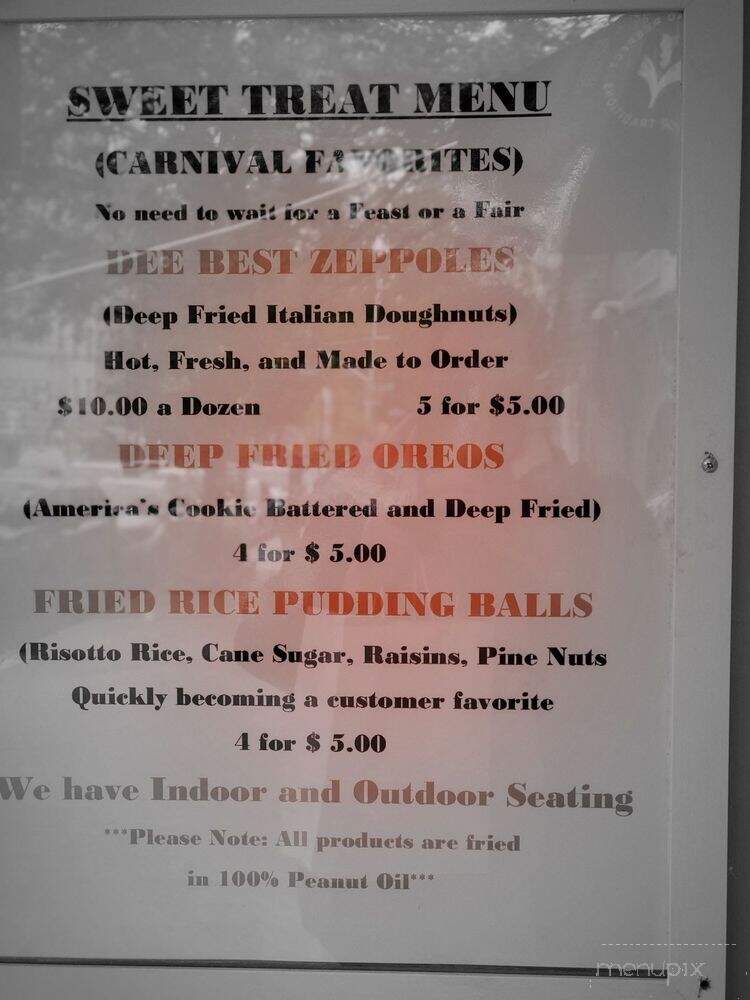 SWEET TREAT MENU
(CARNIVAL FAVORITES)
No need to wait for a Feast or a Fair
DEE BEST ZEPPOLES
(Deep Fried Italian Doughnuts)
Hot, Fresh, and Made to Order
$10.00 a Dozen 5 for $5.00
DEEP FRIED OREOS
(America's Cookie Battered and Deep Fried)
4 for $ 5.00
FRIED RICE PUDDING BALLS
(Risotto Rice, Cane Sugar, Raisins, Pine Nuts
Quickly becoming a customer favorite
4 for $ 5.00
We have Indoor and Outdoor Seating
***Please Note: All products are fried
in 100% Peanut Oil***
menupix